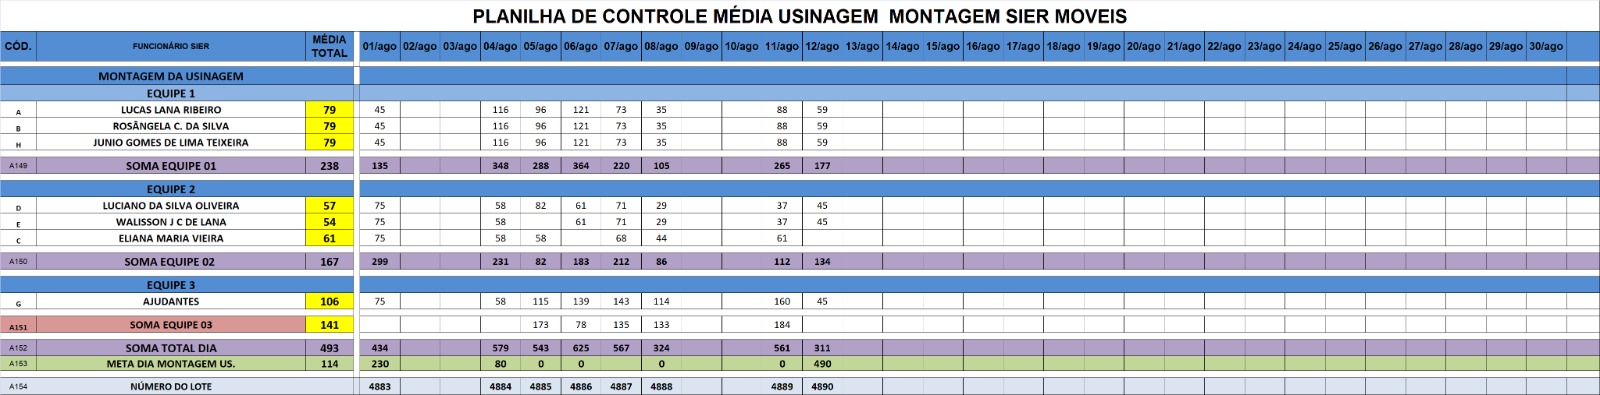 PLANILHA DE CONTROLE MÉDIA USINAGEM MONTAGEM SIER MOVEIS
CÓD. FUNCIONÁRIO SIER MÉDIA TOTAL 01/ago 02/ago 03/ago 04/ago 05/ago 06/ago 07/ago 08/ago 09/ago 10/ago 11/ago 12/ago 13/ago 14/ago 15/ago 16/ago 17/ago 18/ago 19/ago 20/ago 21/ago 22/ago 23/ago 24/ago 25/ago 26/ago 27/ago 28/ago 29/ago 30/ago
MONTAGEM DA USINAGEM
EQUIPE 1
A LUCAS LANA RIBEIRO 79 45 116 96 121 73 35 88 59
B ROSÂNGELA C. DA SILVA 79 45 116 96 121 73 35 88 59
H JUNIO GOMES DE LIMA TEIXEIRA 79 45 116 96 121 73 35 88 59
A149 SOMA EQUIPE 01 238 135 348 288 364 220 105 265 177
EQUIPE 2
D LUCIANO DA SILVA OLIVEIRA 57 75 58 82 61 71 29 37 45
E WALISSON J C DE LANA 54 75 58 61 71 29 37 45
C ELIANA MARIA VIEIRA 61 75 58 58 68 44 61
A150 SOMA EQUIPE 02 167 299 231 82 183 212 86 112 134
EQUIPE 3
G AJUDANTES 106 75 58 115 139 143 114 160 45
A151 SOMA EQUIPE 03 141 173 78 135 133 184
A152 SOMA TOTAL DIA 493 434 579 543 625 567 324 561 311
A153 META DIA MONTAGEM US. 114 230 80 0 0 0 0 490
A154 NÚMERO DO LOTE 4883 4884 4885 4886 4887 4888 4889 4890